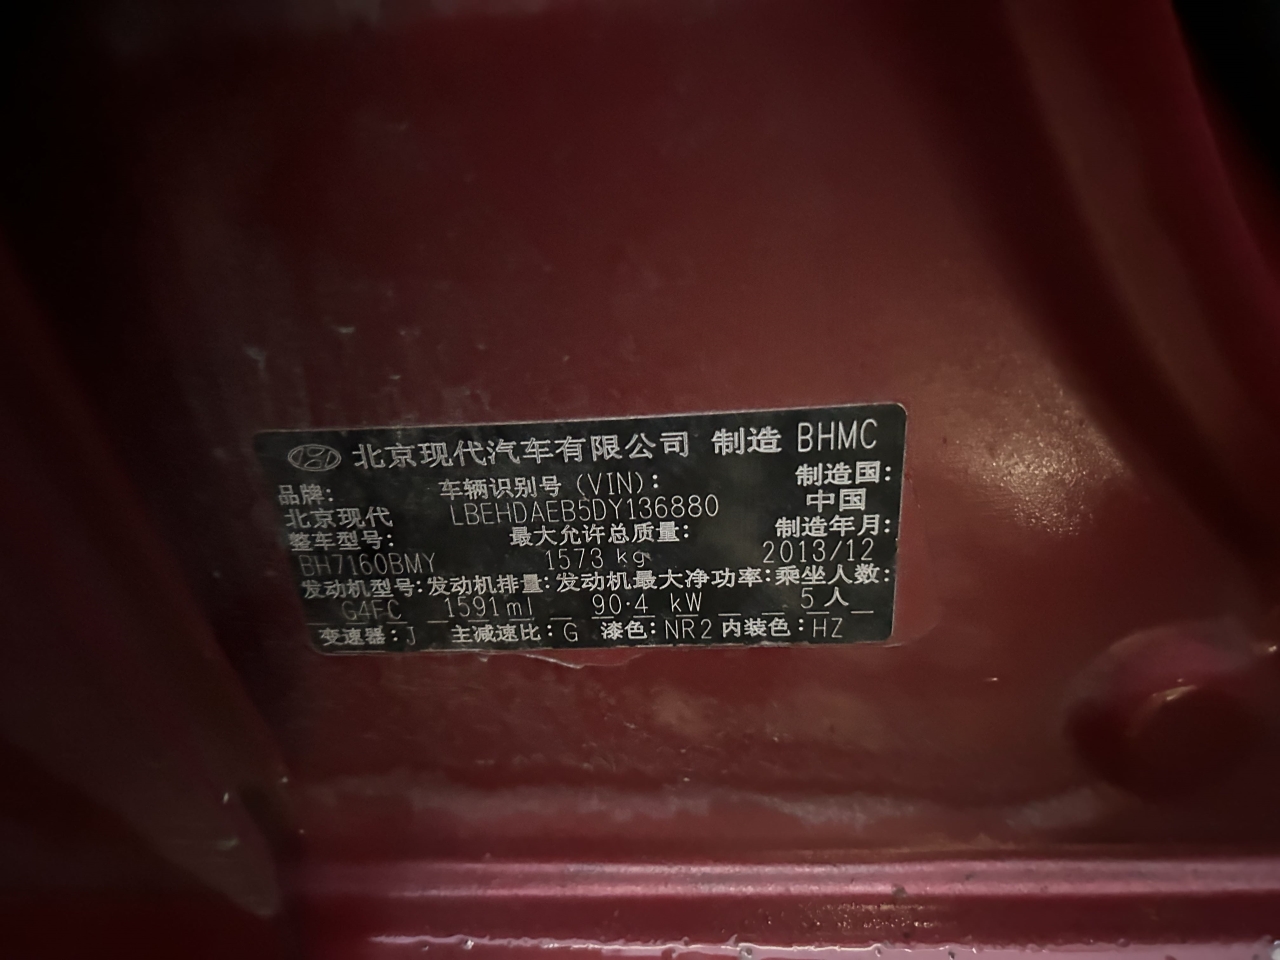 北京现代汽车有限公司 制造 BHMC
品牌: 车辆识别号 (VIN): 制造国:
北京现代 LBEHDAEB5DY136880 中国
整车型号: 最大允许总质量: 制造年月:
BH7160BMY 1573 kg 2013/12
发动机型号: 发动机排量: 发动机最大净功率: 乘坐人数:
G4FC 1591ml 90.4 kW 5人
变速器: J 主减速比: G 漆色: NR2 内装色: HZ